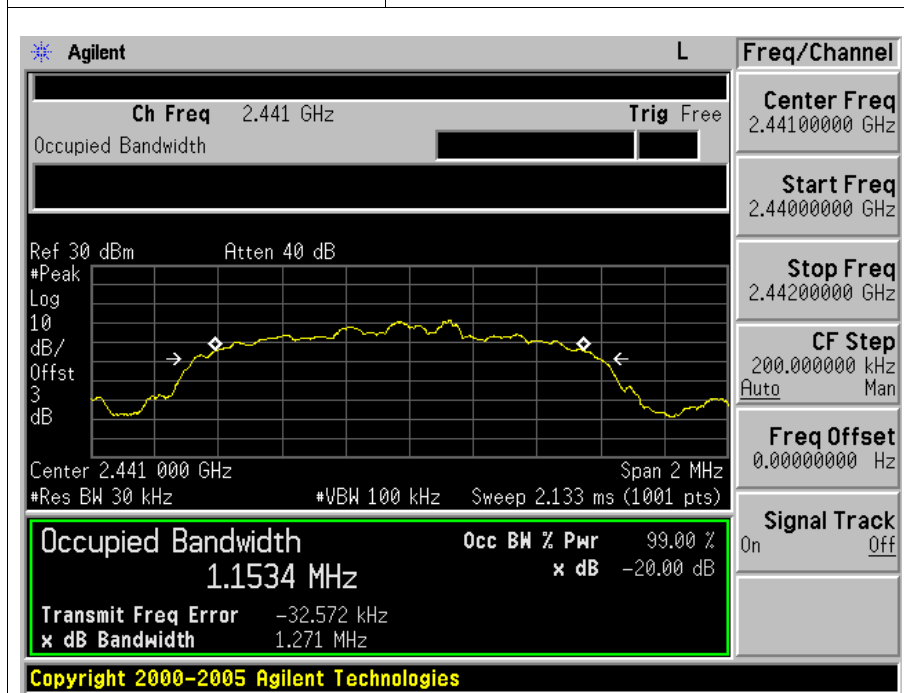 Agilent L Freq/Channel
Ch Freq 2.441 GHz Trig Free
Occupied Bandwidth
Center Freq
2.44100000 GHz
Start Freq
2.44000000 GHz
Stop Freq
2.44200000 GHz
CF Step
200.000000 kHz
Auto Man
Freq Offset
0.00000000 Hz
Signal Track
On Off
Ref 30 dBm Atten 40 dB
#Peak
Log
10
dB/
Offst
3
dB
Center 2.441 000 GHz Span 2 MHz
#Res BW 30 kHz #VBW 100 kHz Sweep 2.133 ms (1001 pts)
Occupied Bandwidth Occ BW % Pwr 99.00 %
1.1534 MHz x dB -20.00 dB
Transmit Freq Error -32.572 kHz
x dB Bandwidth 1.271 MHz
Copyright 2000-2005 Agilent Technologies